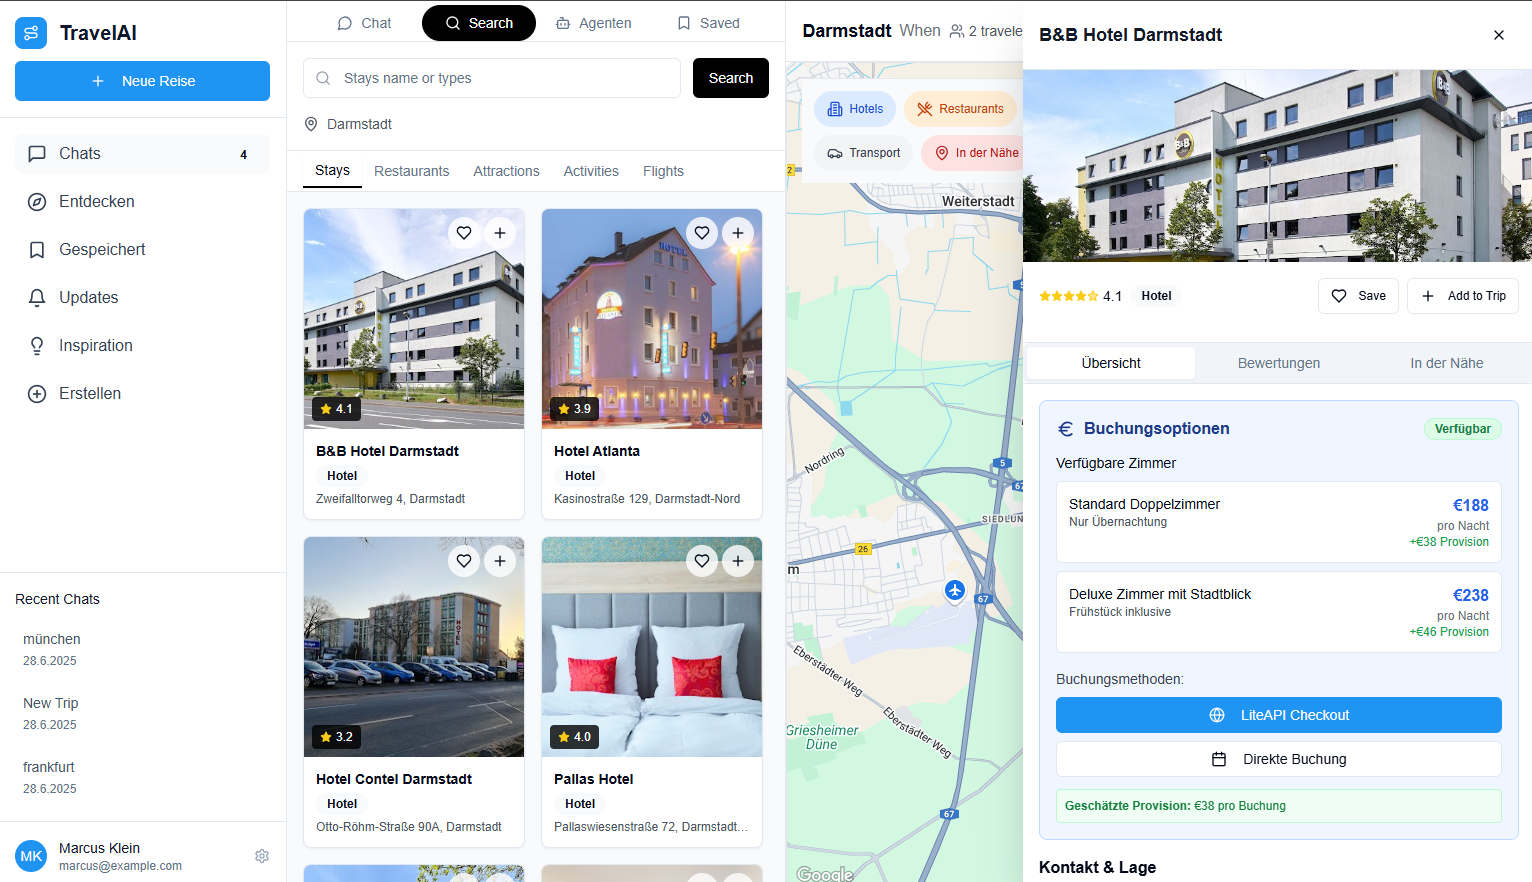 TravelAI
Neue Reise
Chats 4
Entdecken
Gespeichert
Updates
Inspiration
Erstellen
Recent Chats
münchen
28.6.2025
New Trip
28.6.2025
frankfurt
28.6.2025
MK
Marcus Klein
marcus@example.com
Chat Search Agenten Saved
Stays name or types Search
Darmstadt
Stays Restaurants Attractions Activities Flights
B&B
HOTEL
4.1
B&B Hotel Darmstadt
Hotel
Zweifalltorweg 4, Darmstadt
HOTEL
3.9
Hotel Atlanta
Hotel
Kasinostraße 129, Darmstadt-Nord
HOTEL
3.2
Hotel Contel Darmstadt
Hotel
Otto-Röhm-Straße 90A, Darmstadt
4.0
Pallas Hotel
Hotel
Pallaswiesenstraße 72, Darmstadt...
Darmstadt When 2 travele
Hotels Restaurants
Transport In der Nähe
2
Weiterstadt
5
Nordring
5
67
SIEDLUN
26
m
67
Eberstädter Weg
Eberstädter Weg
Griesheimer
Düne
67
Google
B&B Hotel Darmstadt
B&B
HOTEL
B&B
4.1 Hotel Save Add to Trip
Übersicht Bewertungen In der Nähe
Buchungsoptionen Verfügbar
Verfügbare Zimmer
Standard Doppelzimmer €188
Nur Übernachtung
pro Nacht
+€38 Provision
Deluxe Zimmer mit Stadtblick €238
Frühstück inklusive
pro Nacht
+€46 Provision
Buchungsmethoden:
LiteAPI Checkout
Direkte Buchung
Geschätzte Provision: €38 pro Buchung
Kontakt & Lage